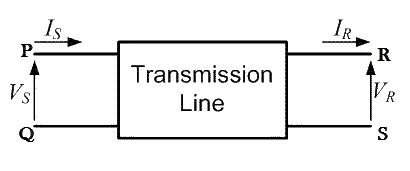 I_S I_R
P R
V_S Transmission V_R
Line
Q S